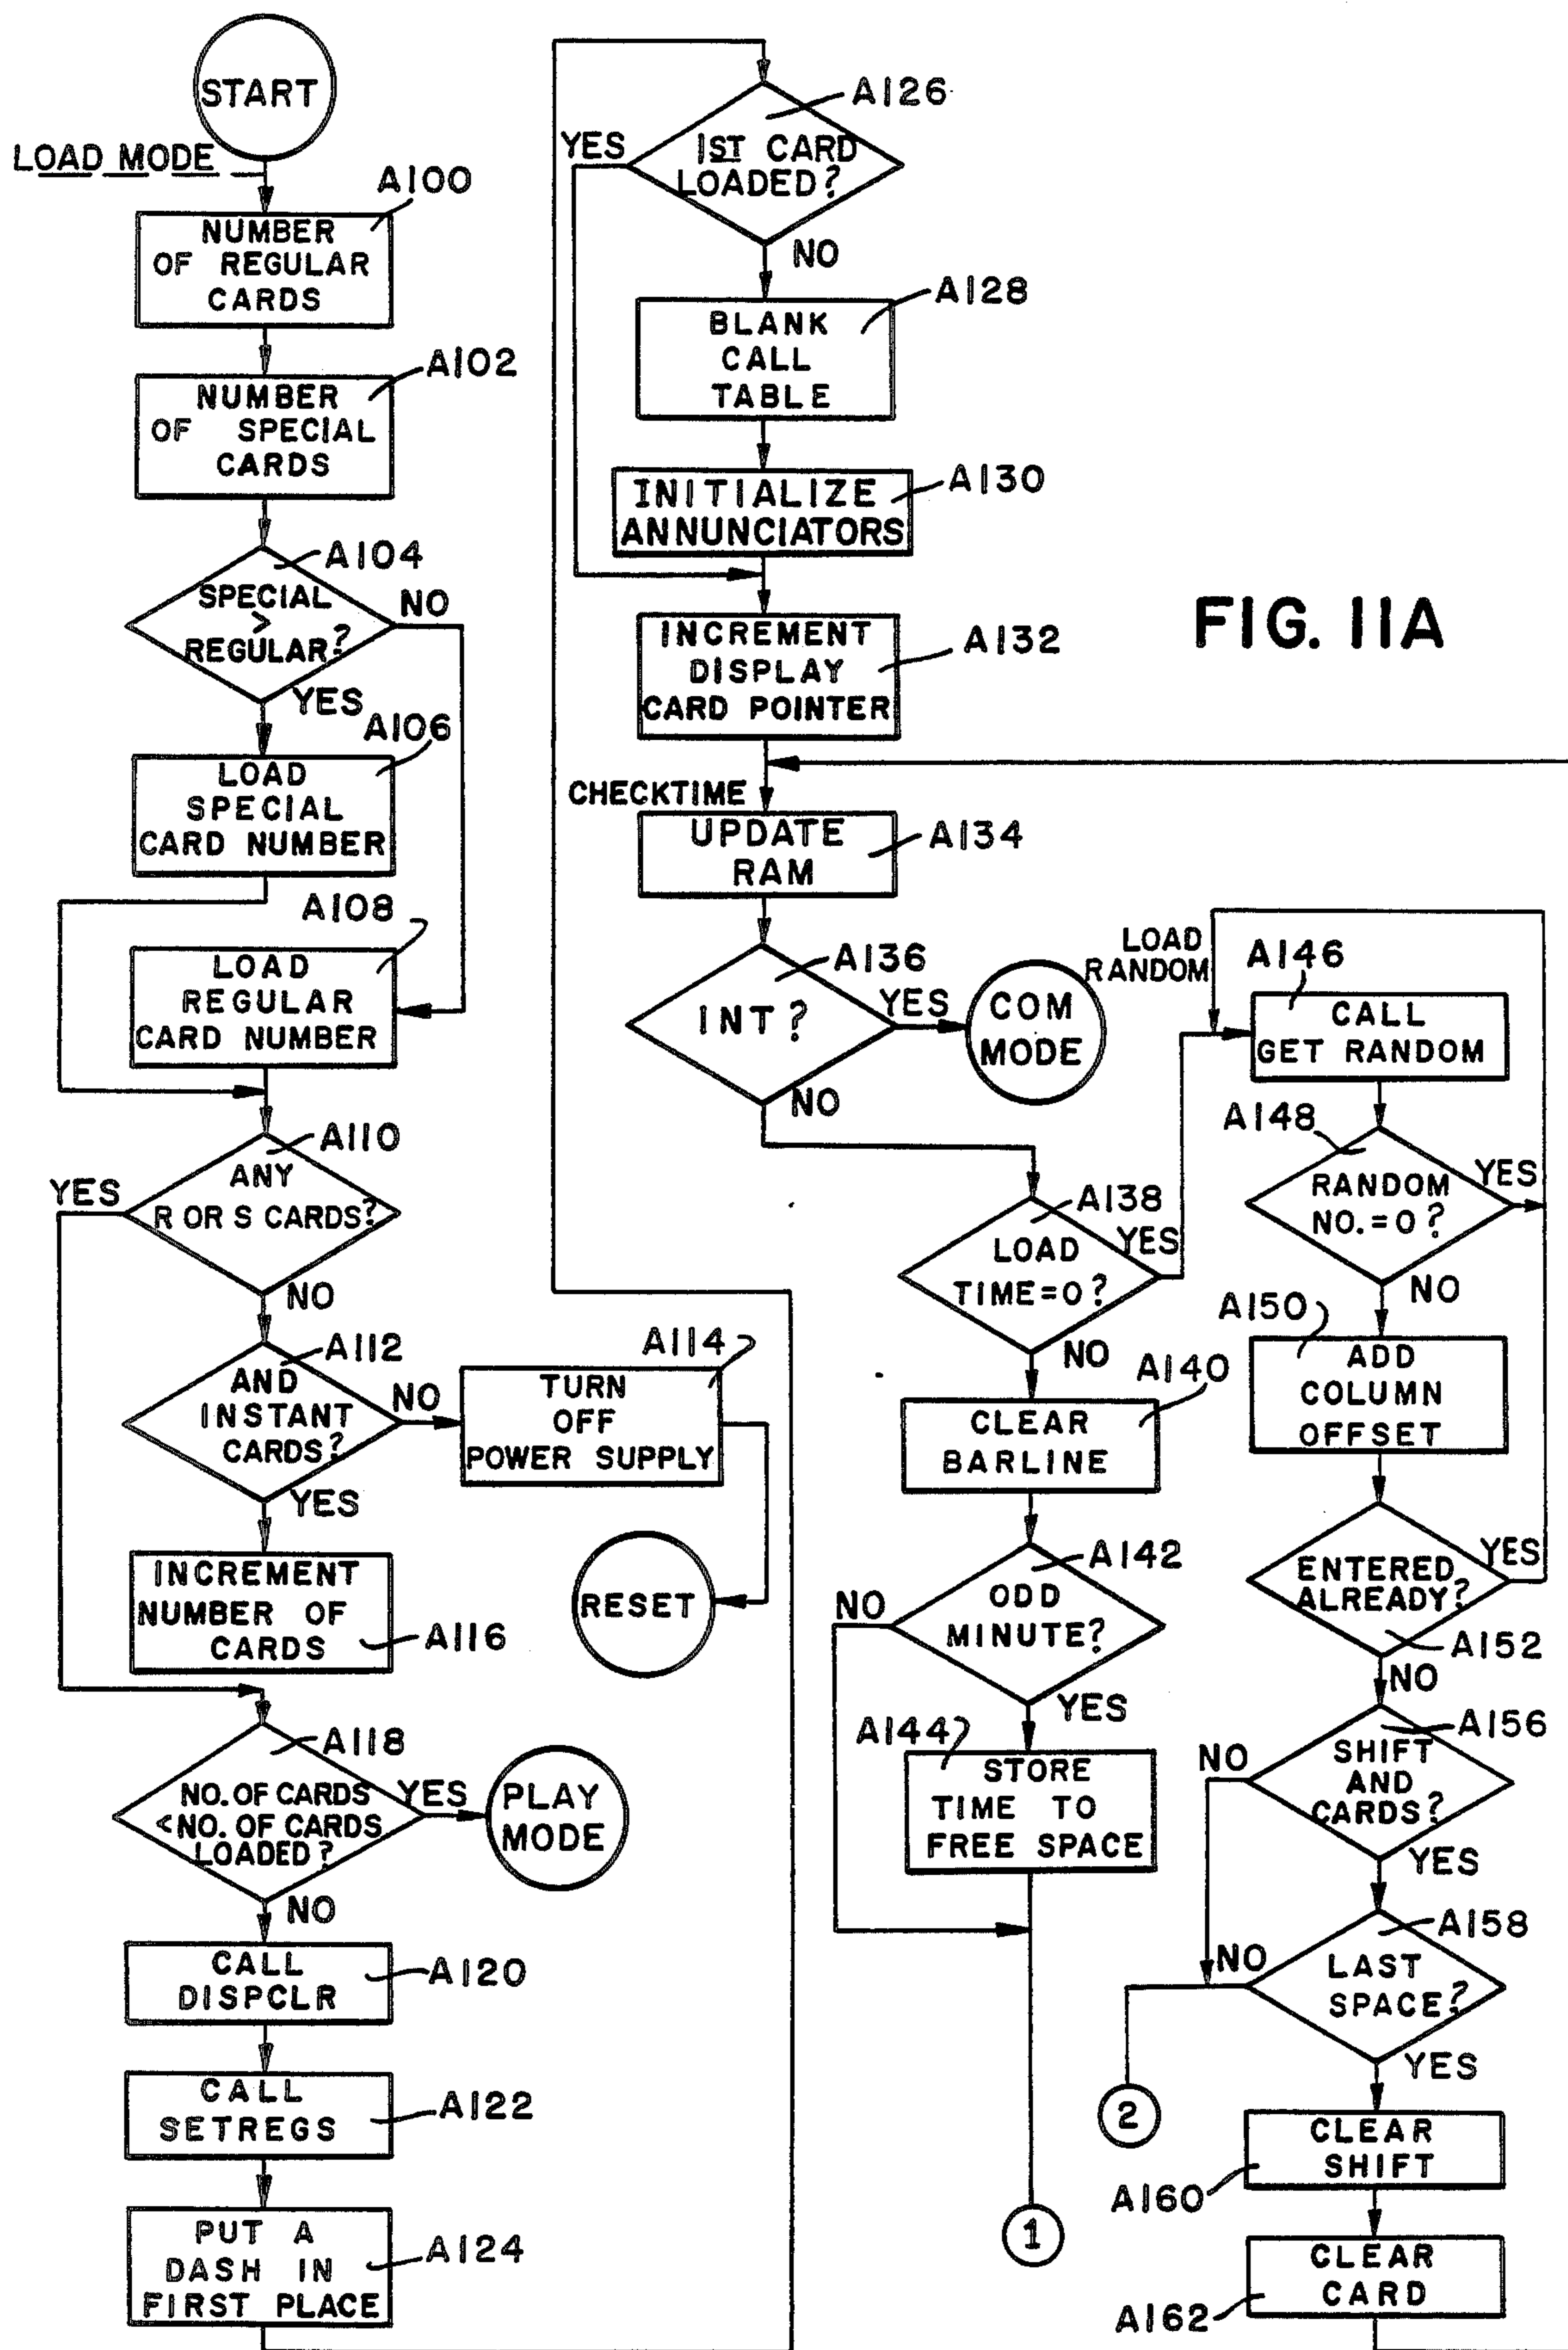 START
LOAD MODE
A100
NUMBER
OF REGULAR
CARDS
A102
NUMBER
OF SPECIAL
CARDS
A104
SPECIAL
>
REGULAR?
NO
YES
A106
LOAD
SPECIAL
CARD NUMBER
A108
LOAD
REGULAR
CARD NUMBER
A110
ANY
R OR S CARDS?
YES
NO
A112
AND
INSTANT
CARDS?
NO
YES
A114
TURN
OFF
POWER SUPPLY
RESET
INCREMENT
NUMBER OF
CARDS
A116
A118
NO. OF CARDS
<NO. OF CARDS
LOADED?
YES
PLAY
MODE
NO
CALL
DISPCLR
A120
CALL
SETREGS
A122
PUT A
DASH IN
FIRST PLACE
A124
A126
YES
1ST CARD
LOADED?
NO
A128
BLANK
CALL
TABLE
A130
INITIALIZE
ANNUNCIATORS
FIG. 11A
INCREMENT
DISPLAY
CARD POINTER
A132
CHECKTIME
UPDATE
RAM
A134
A136
INT?
YES
COM
MODE
NO
A138
LOAD
TIME=0?
YES
NO
A140
CLEAR
BARLINE
A142
ODD
MINUTE?
NO
YES
A144
STORE
TIME TO
FREE SPACE
1
LOAD
RANDOM
A146
CALL
GET RANDOM
A148
RANDOM
NO.=0?
YES
NO
A150
ADD
COLUMN
OFFSET
ENTERED
ALREADY?
YES
A152
NO
A156
SHIFT
AND
CARDS?
NO
YES
A158
LAST
SPACE?
NO
2
YES
CLEAR
SHIFT
A160
CLEAR
CARD
A162